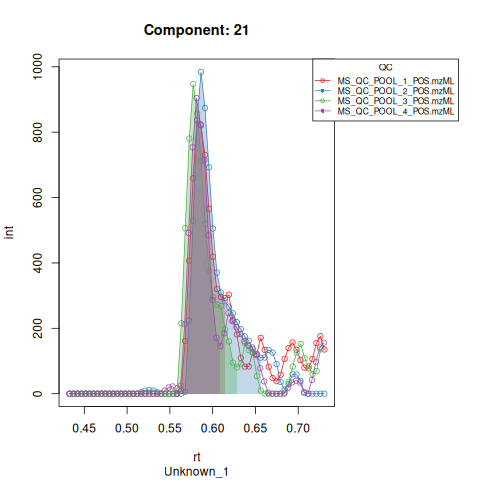 Component: 21
QC
MS_QC_POOL_1_POS.mzML
MS_QC_POOL_2_POS.mzML
MS_QC_POOL_3_POS.mzML
MS_QC_POOL_4_POS.mzML
int
1000
800
600
400
200
0
0.45 0.50 0.55 0.60 0.65 0.70
rt
Unknown_1